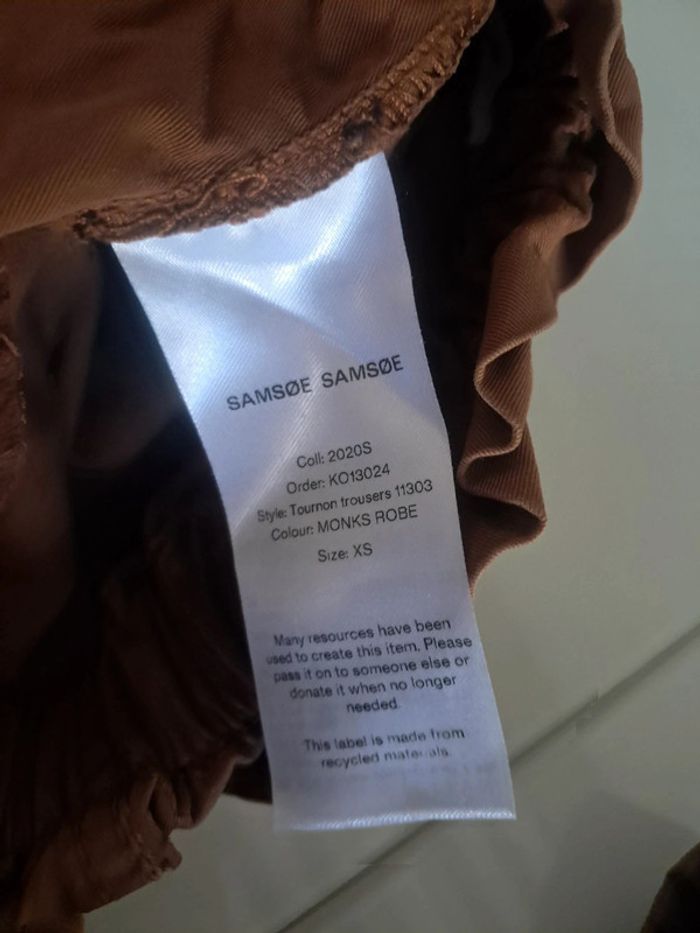 SAMSØE SAMSØE
Coll: 2020S
Order: KO13024
Style: Tournon trousers 11303
Colour: MONKS ROBE
Size: XS
Many resources have been
used to create this item. Please
pass it on to someone else or
donate it when no longer
needed.
This label is made from
recycled materials.